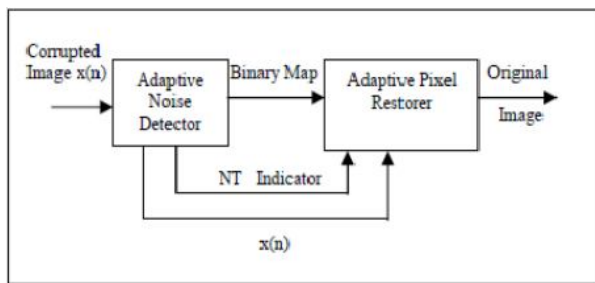 Corrupted
Image x(n)
Adaptive
Noise
Detector
Binary Map
Adaptive Pixel
Restorer
Original
Image
NT Indicator
x(n)